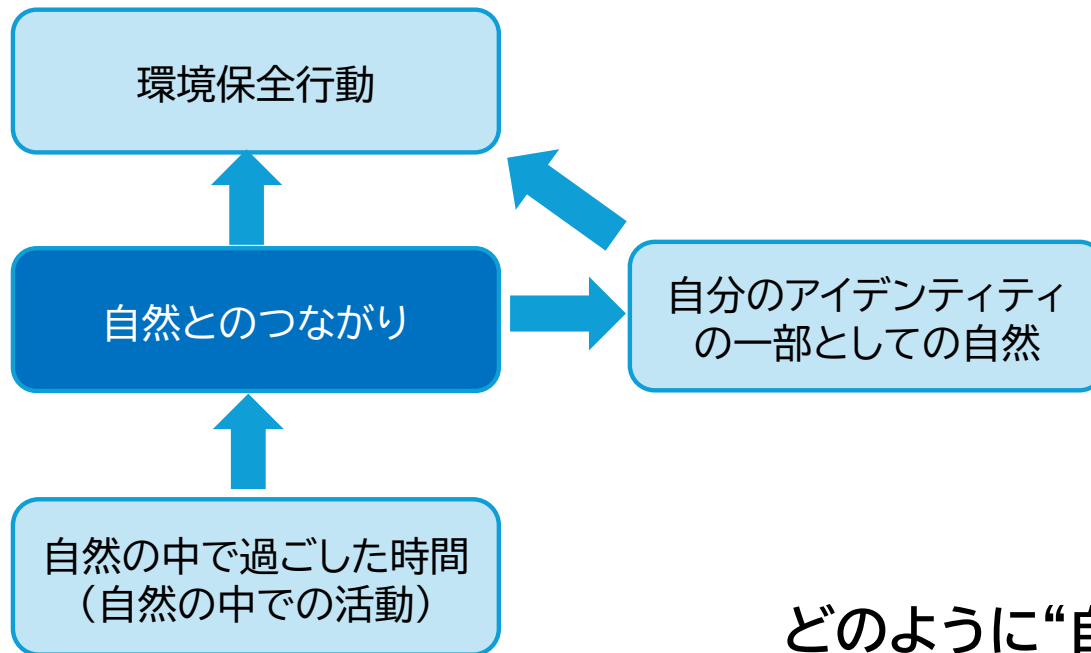 環境保全行動
自然とのつながり
自分のアイデンティティ
の一部としての自然
自然の中で過ごした時間
（自然の中での活動）
どのように“自